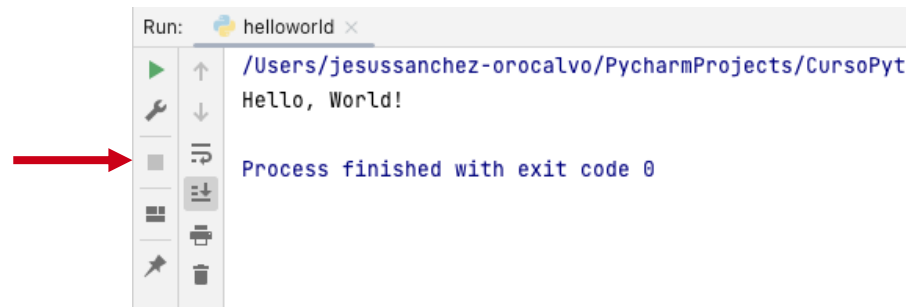 Run: helloworld
/Users/jesussanchez-orocalvo/PycharmProjects/CursoPyt
Hello, World!
Process finished with exit code 0